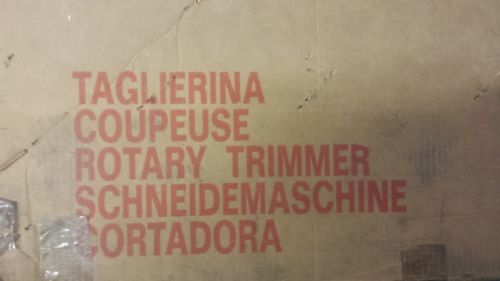 TAGLIERINA
COUPEUSE
ROTARY TRIMMER
SCHNEIDEMASCHINE
CORTADORA